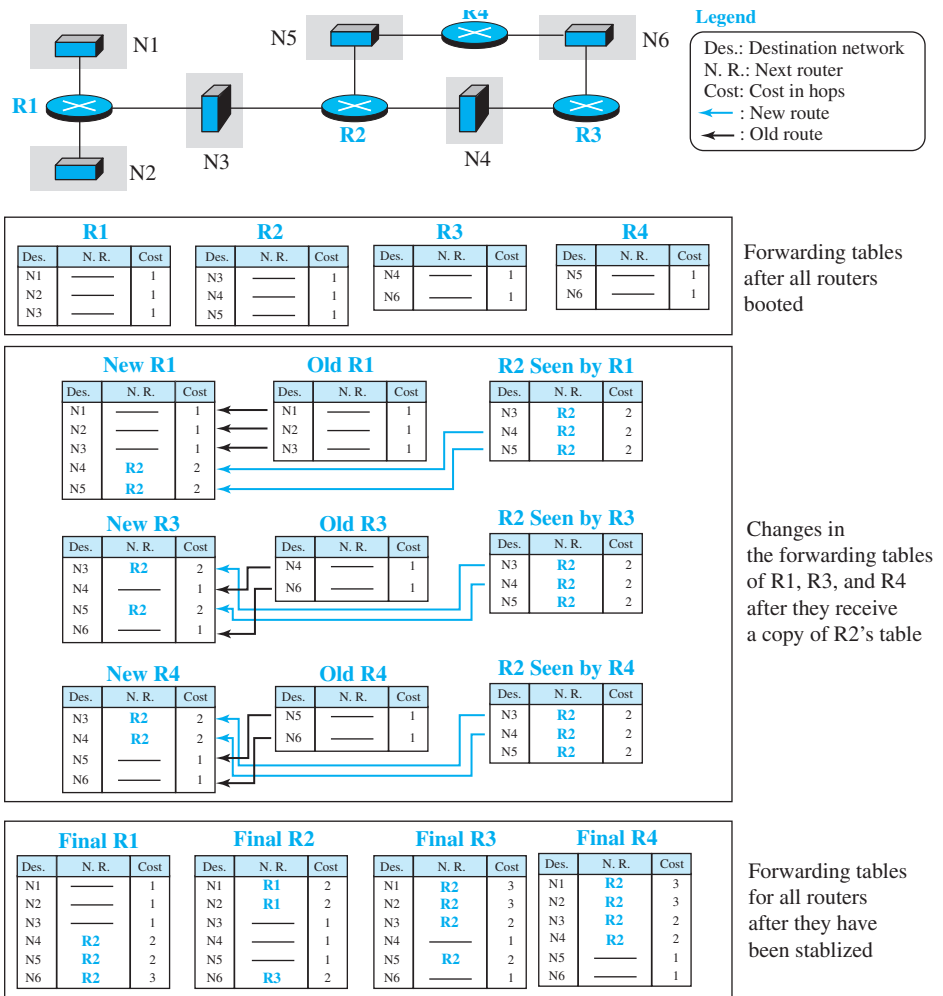 R4
Legend
N1
N5
N6
Des.: Destination network
N. R.: Next router
Cost: Cost in hops
: New route
: Old route
R1
R2
R3
N3
N4
N2
R1
Des. N. R. Cost
N1 1
N2 1
N3 1
R2
Des. N. R. Cost
N3 1
N4 1
N5 1
R3
Des. N. R. Cost
N4 1
N6 1
R4
Des. N. R. Cost
N5 1
N6 1
Forwarding tables
after all routers
booted
New R1
Des. N. R. Cost
N1 1
N2 1
N3 1
N4 R2 2
N5 R2 2
Old R1
Des. N. R. Cost
N1 1
N2 1
N3 1
R2 Seen by R1
Des. N. R. Cost
N3 R2 2
N4 R2 2
N5 R2 2
New R3
Des. N. R. Cost
N3 R2 2
N4 1
N5 R2 2
N6 1
Old R3
Des. N. R. Cost
N4 1
N6 1
R2 Seen by R3
Des. N. R. Cost
N3 R2 2
N4 R2 2
N5 R2 2
New R4
Des. N. R. Cost
N3 R2 2
N4 R2 2
N5 1
N6 1
Old R4
Des. N. R. Cost
N5 1
N6 1
R2 Seen by R4
Des. N. R. Cost
N3 R2 2
N4 R2 2
N5 R2 2
Changes in
the forwarding tables
of R1, R3, and R4
after they receive
a copy of R2's table
Final R1
Des. N. R. Cost
N1 1
N2 1
N3 1
N4 R2 2
N5 R2 2
N6 R2 3
Final R2
Des. N. R. Cost
N1 R1 2
N2 R1 2
N3 1
N4 1
N5 1
N6 R3 2
Final R3
Des. N. R. Cost
N1 R2 3
N2 R2 3
N3 R2 2
N4 1
N5 R2 2
N6 1
Final R4
Des. N. R. Cost
N1 R2 3
N2 R2 3
N3 R2 2
N4 R2 2
N5 1
N6 1
Forwarding tables
for all routers
after they have
been stablized